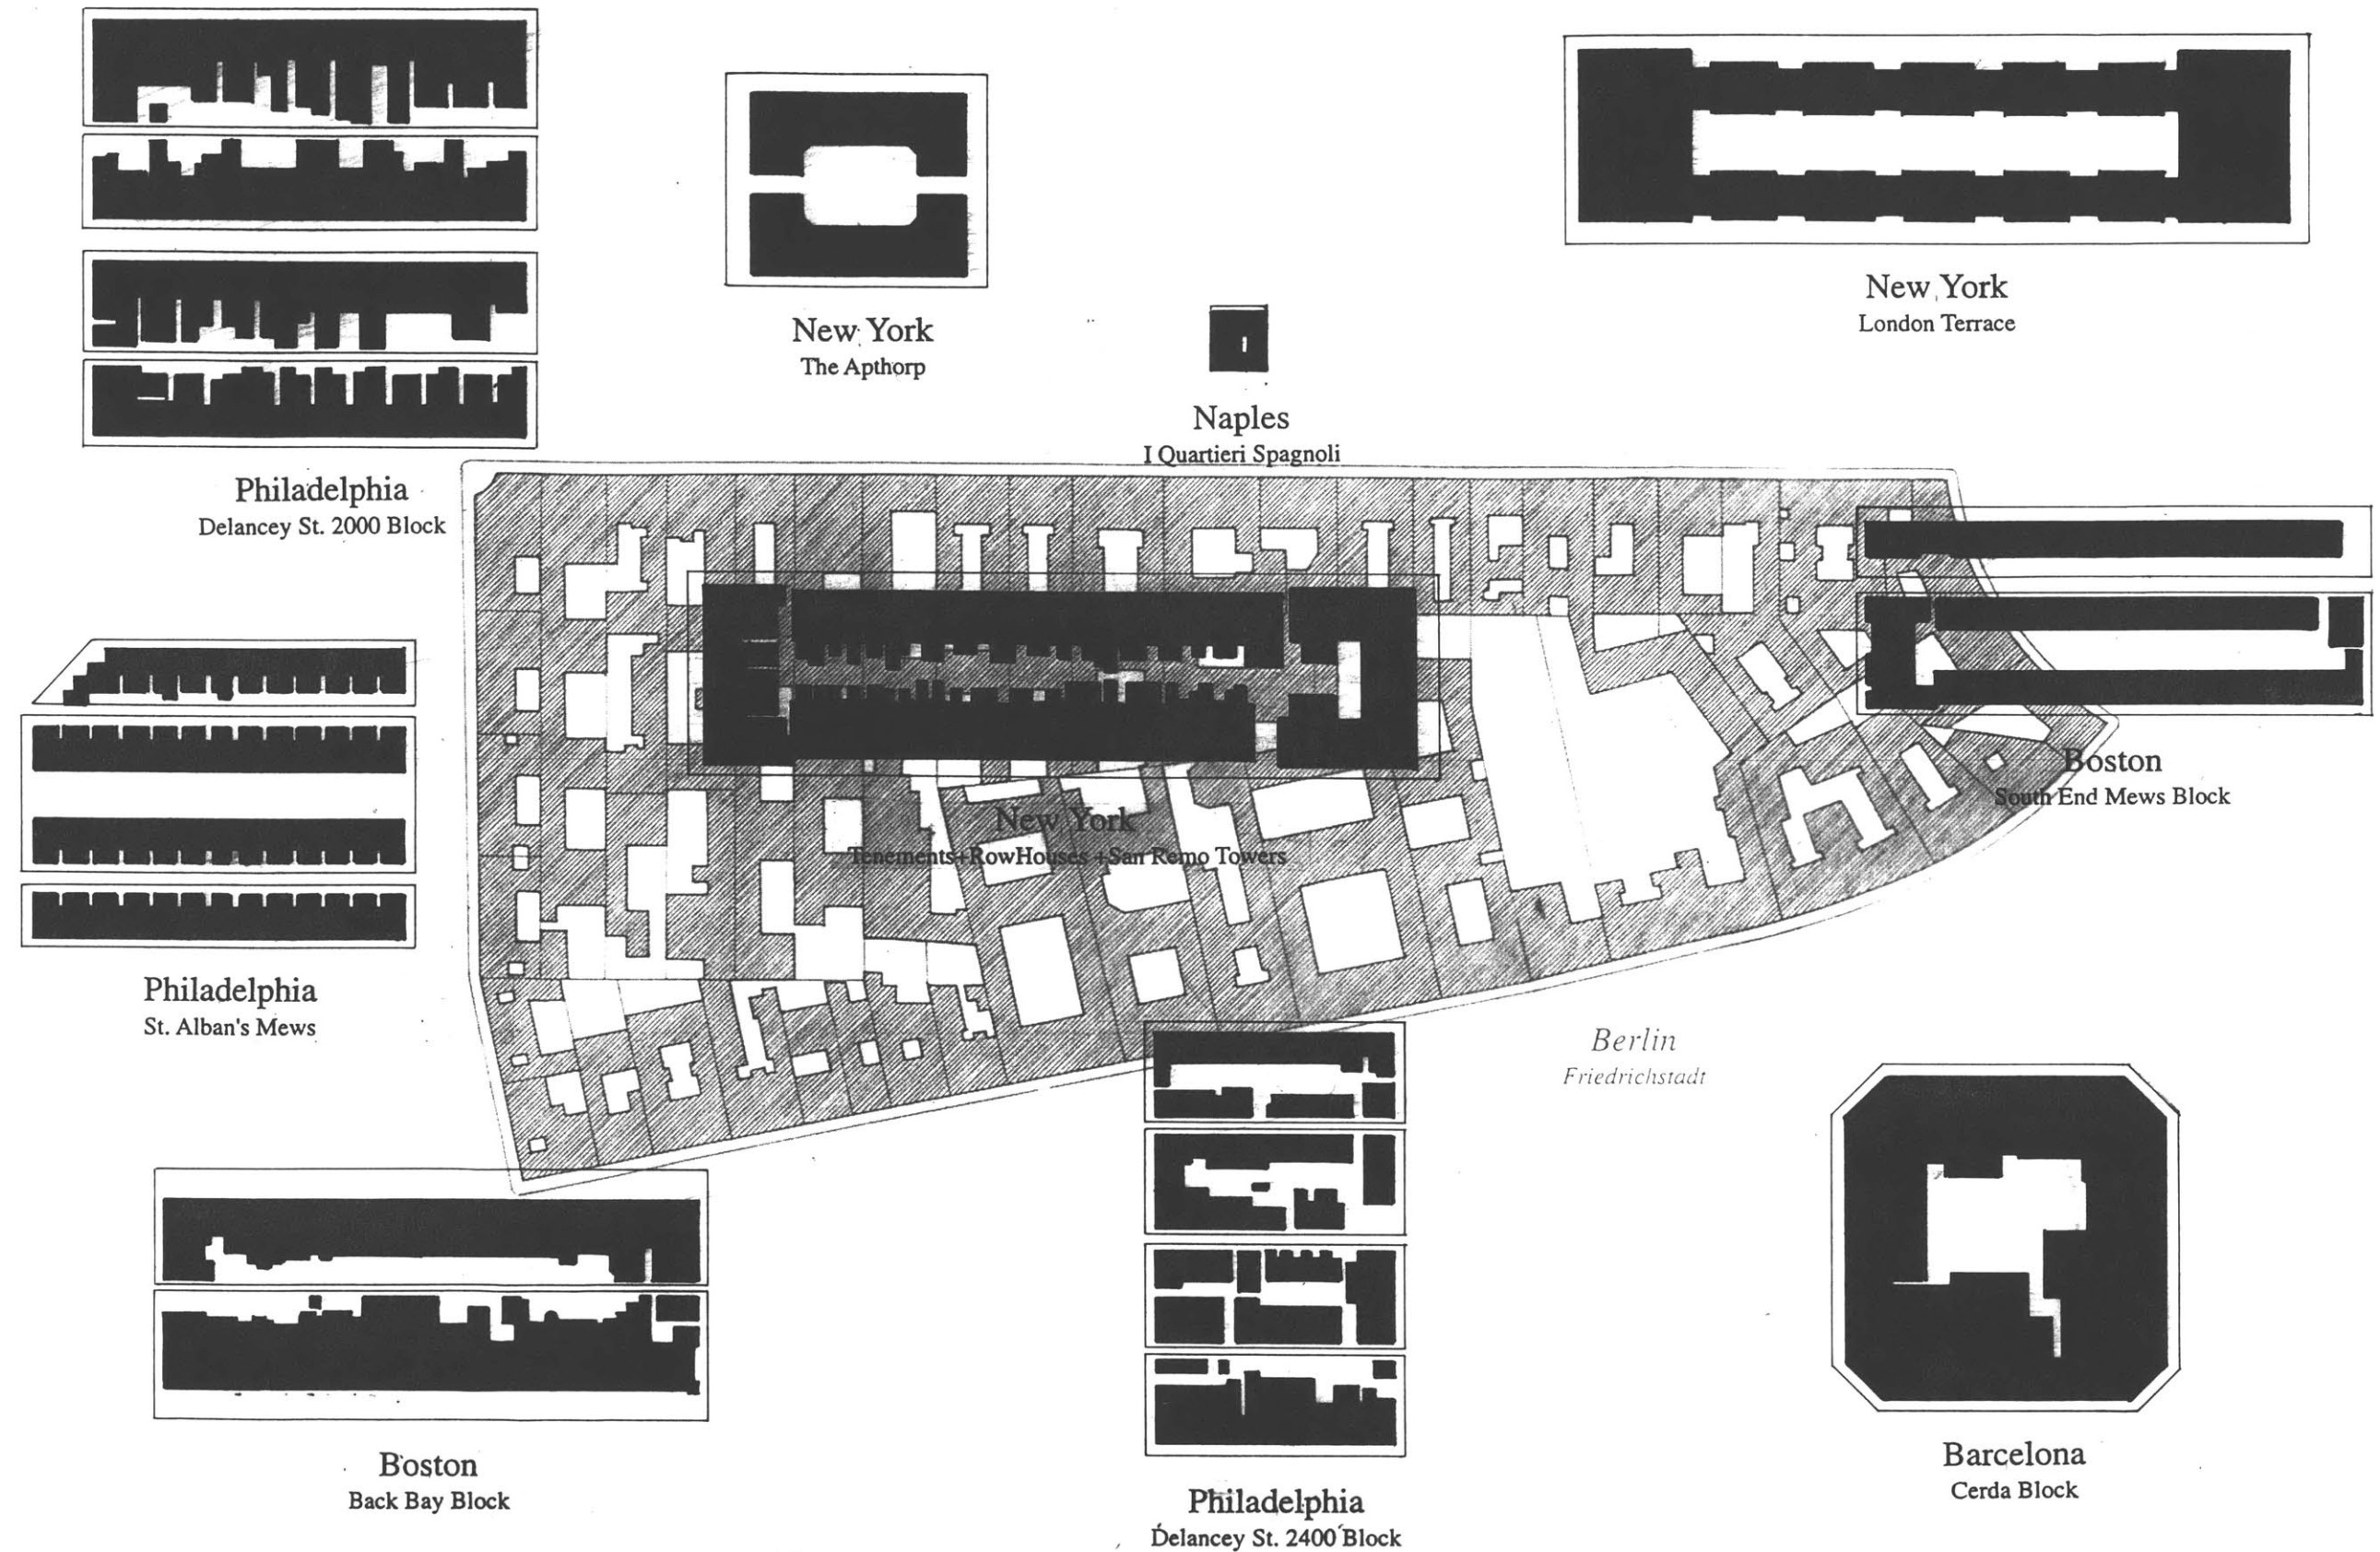 New York
The Apthorp
New York
London Terrace
Naples
I Quartieri Spagnoli
Philadelphia
Delancey St. 2000 Block
Boston
South End Mews Block
New York
Tenements+RowHouses+San Remo Towers
Philadelphia
St. Alban's Mews
Berlin
Friedrichstadt
Boston
Back Bay Block
Barcelona
Cerda Block
Philadelphia
Delancey St. 2400 Block